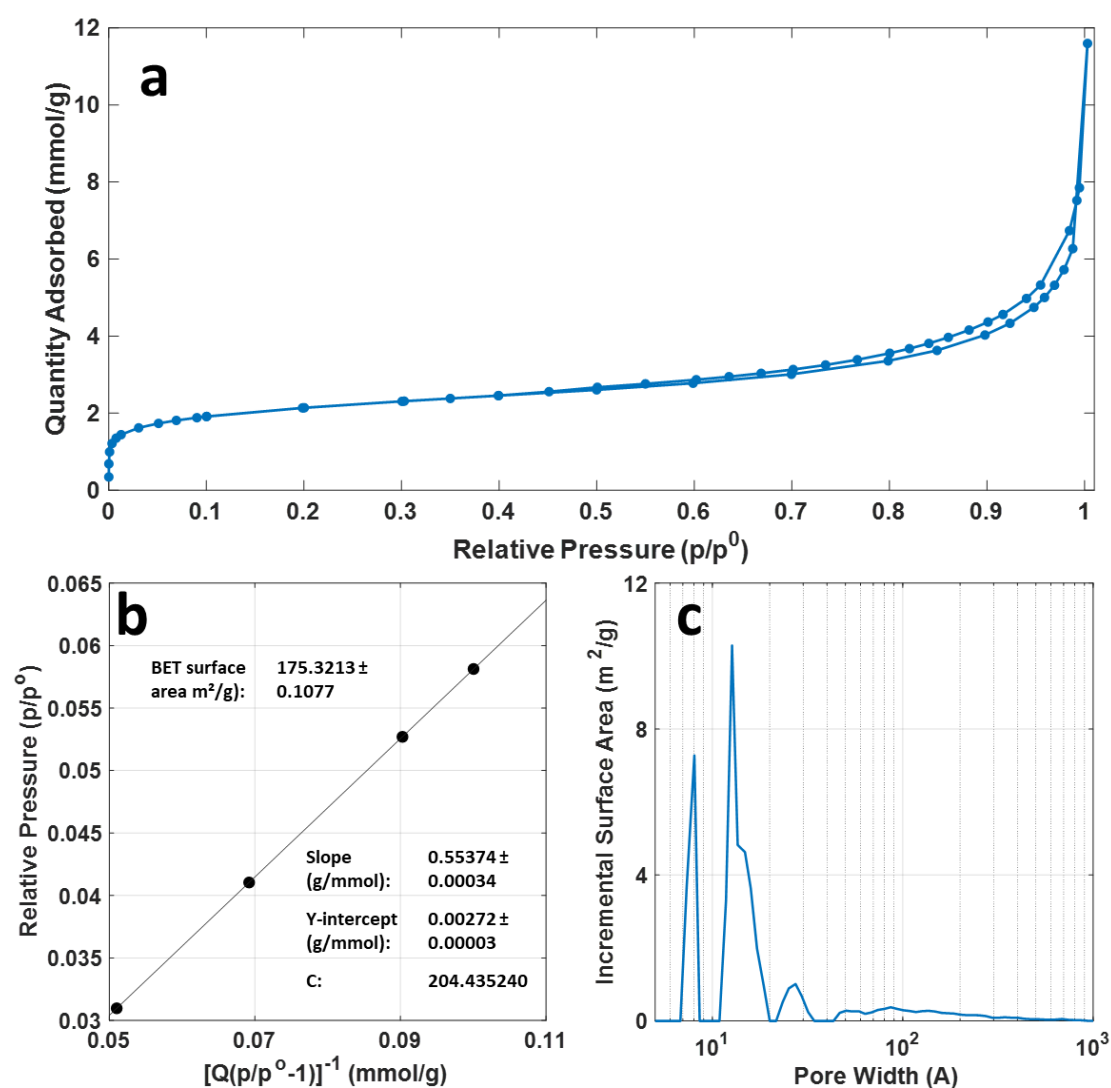 a
Quantity Adsorbed (mmol/g)
12
10
8
6
4
2
0
0 0.1 0.2 0.3 0.4 0.5 0.6 0.7 0.8 0.9 1
Relative Pressure (p/p⁰)
b
Relative Pressure (p/pᵒ)
0.065
0.06
0.055
0.05
0.045
0.04
0.035
0.03
BET surface 175.3213 ±
area m²/g): 0.1077
Slope 0.55374 ±
(g/mmol): 0.00034
Y-intercept 0.00272 ±
(g/mmol): 0.00003
C: 204.435240
0.05 0.07 0.09 0.11
[Q(p/pᵒ-1)]⁻¹ (mmol/g)
c
Incremental Surface Area (m²/g)
12
8
4
0
10¹ 10² 10³
Pore Width (A)